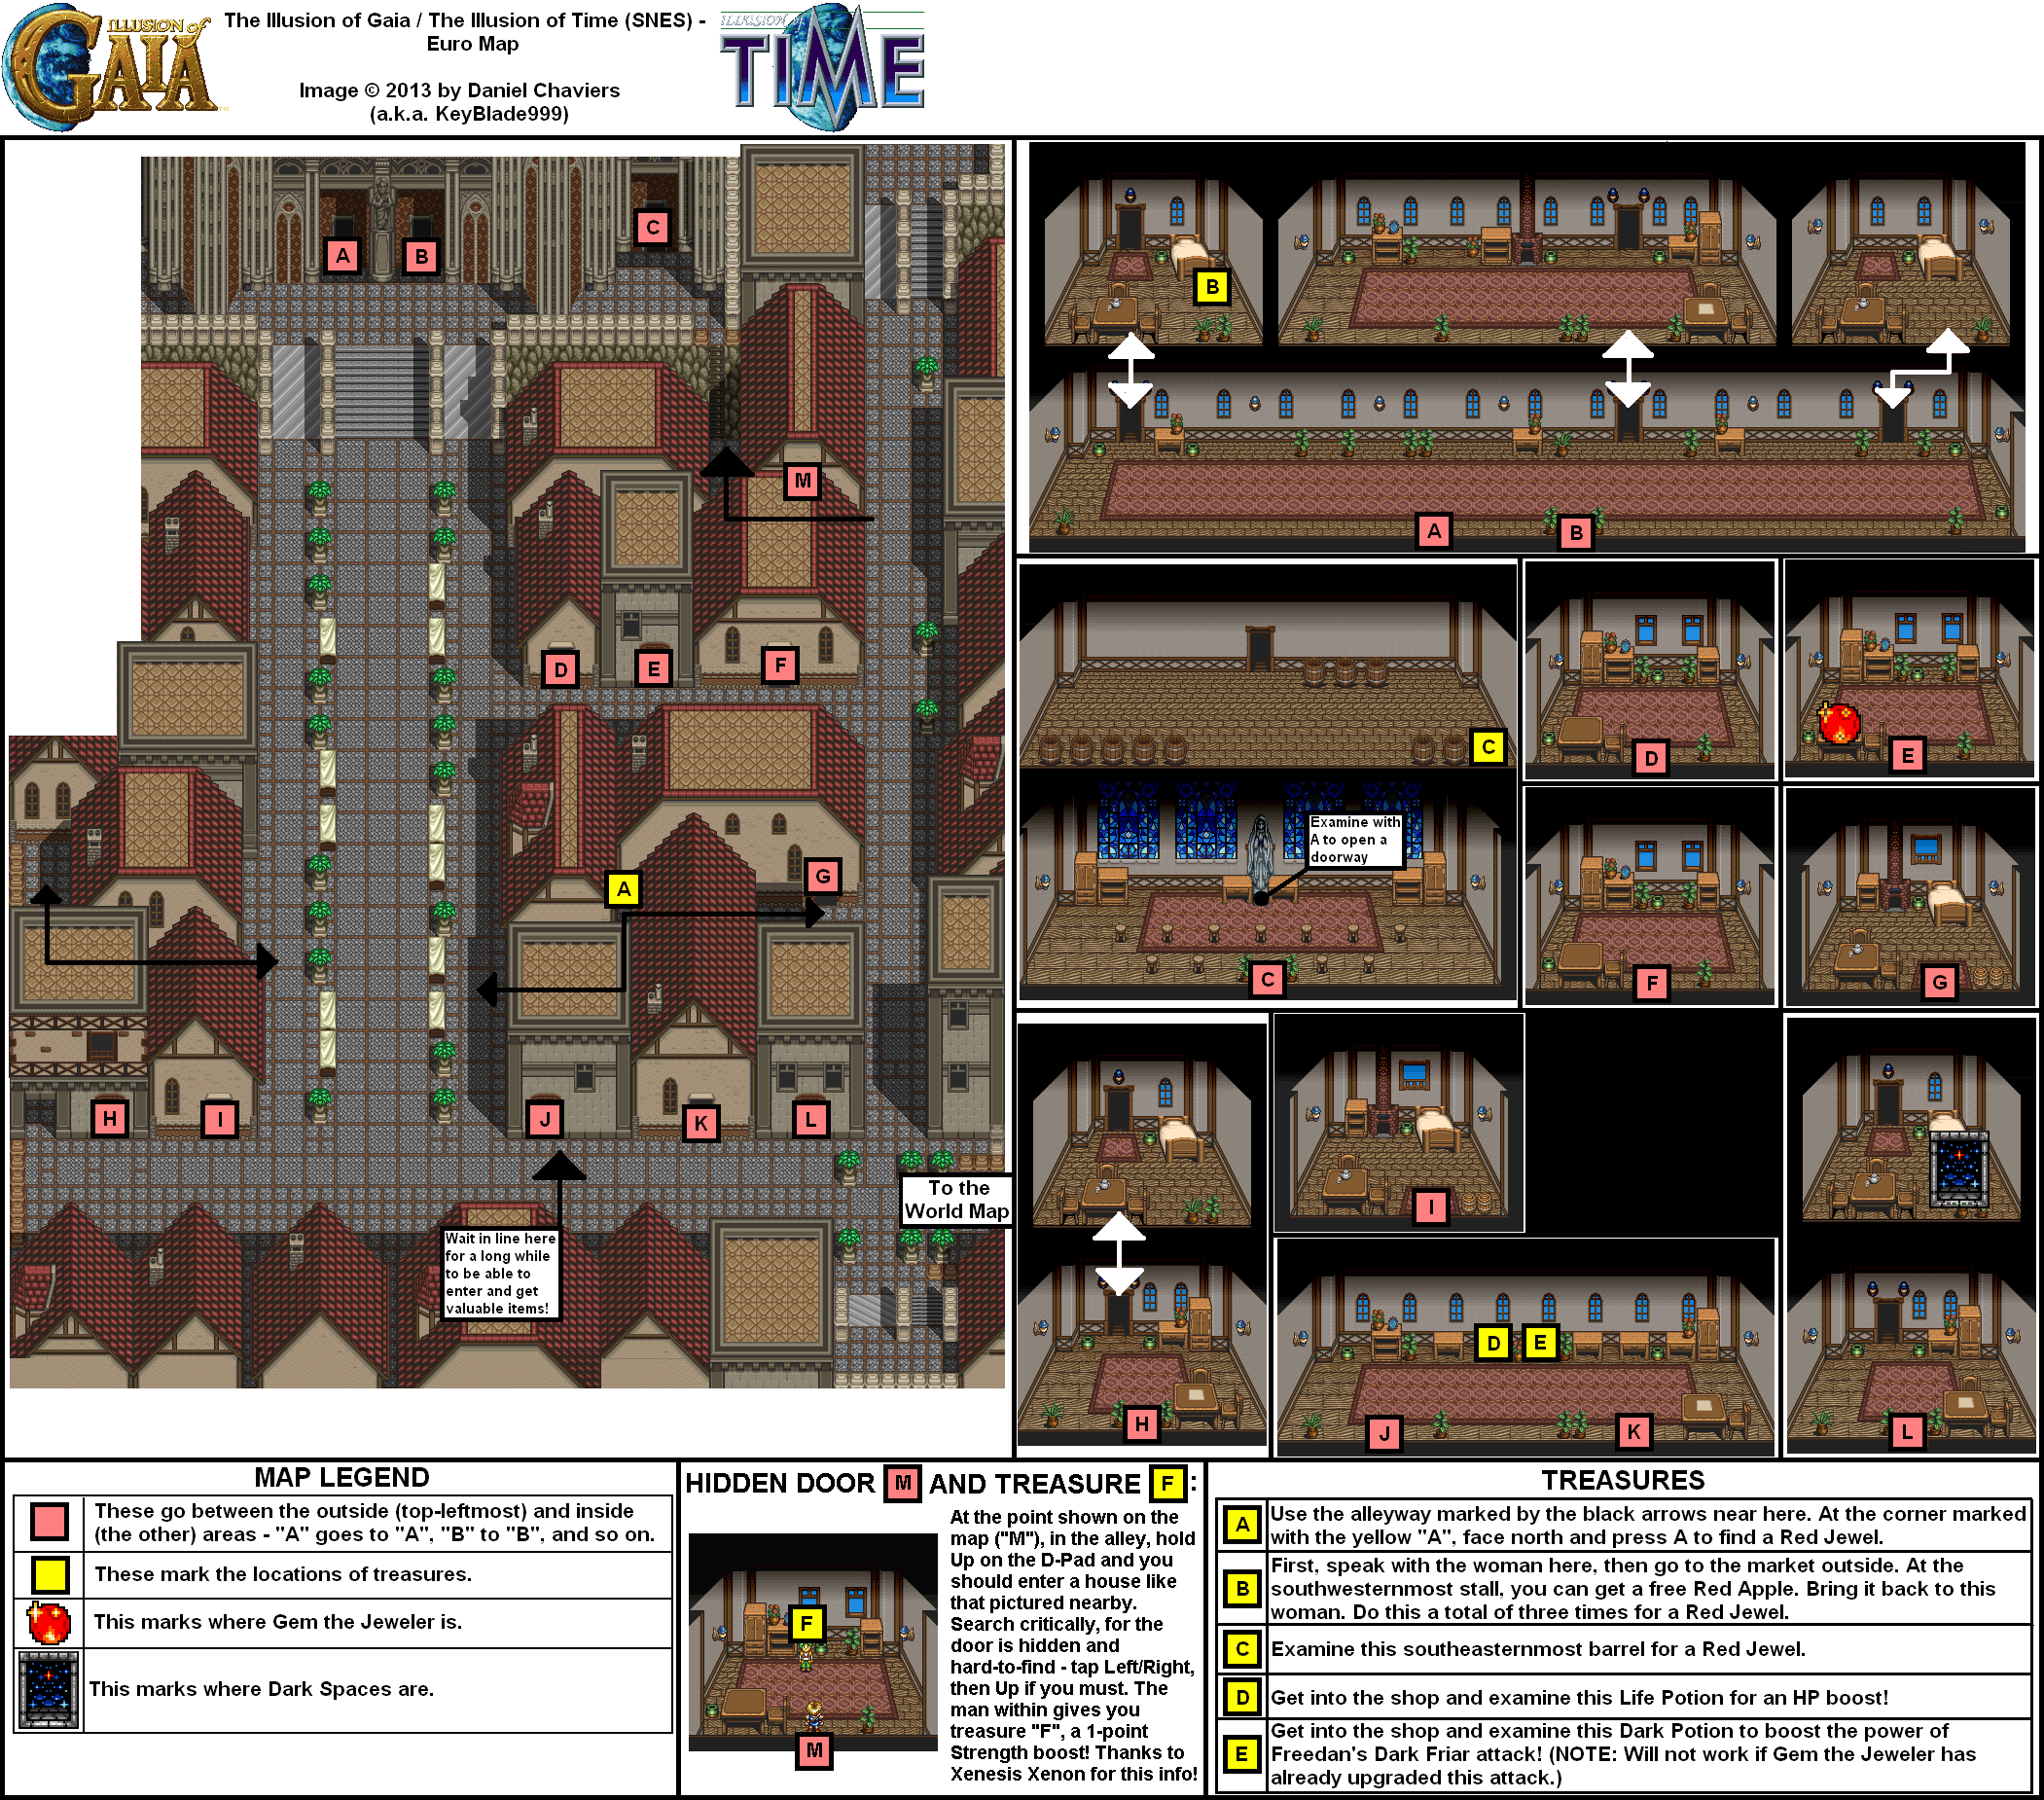 ILLUSION of
GAIA
The Illusion of Gaia / The Illusion of Time (SNES) -
Euro Map
Image © 2013 by Daniel Chaviers
(a.k.a. KeyBlade999)
ILLUSION of
TIME
A
B
C
M
D
E
F
A
G
H
I
J
K
L
To the
World Map
Wait in line here
for a long while
to be able to
enter and get
valuable items!
B
A
B
C
Examine with
A to open a
doorway
C
D
E
F
G
H
I
D
E
J
K
L
MAP LEGEND
These go between the outside (top-leftmost) and inside
(the other) areas - "A" goes to "A", "B" to "B", and so on.
These mark the locations of treasures.
This marks where Gem the Jeweler is.
This marks where Dark Spaces are.
HIDDEN DOOR M AND TREASURE F :
F
M
At the point shown on the
map ("M"), in the alley, hold
Up on the D-Pad and you
should enter a house like
that pictured nearby.
Search critically, for the
door is hidden and
hard-to-find - tap Left/Right,
then Up if you must. The
man within gives you
treasure "F", a 1-point
Strength boost! Thanks to
Xenesis Xenon for this info!
TREASURES
A
Use the alleyway marked by the black arrows near here. At the corner marked
with the yellow "A", face north and press A to find a Red Jewel.
B
First, speak with the woman here, then go to the market outside. At the
southwesternmost stall, you can get a free Red Apple. Bring it back to this
woman. Do this a total of three times for a Red Jewel.
C
Examine this southeasternmost barrel for a Red Jewel.
D
Get into the shop and examine this Life Potion for an HP boost!
E
Get into the shop and examine this Dark Potion to boost the power of
Freedan's Dark Friar attack! (NOTE: Will not work if Gem the Jeweler has
already upgraded this attack.)